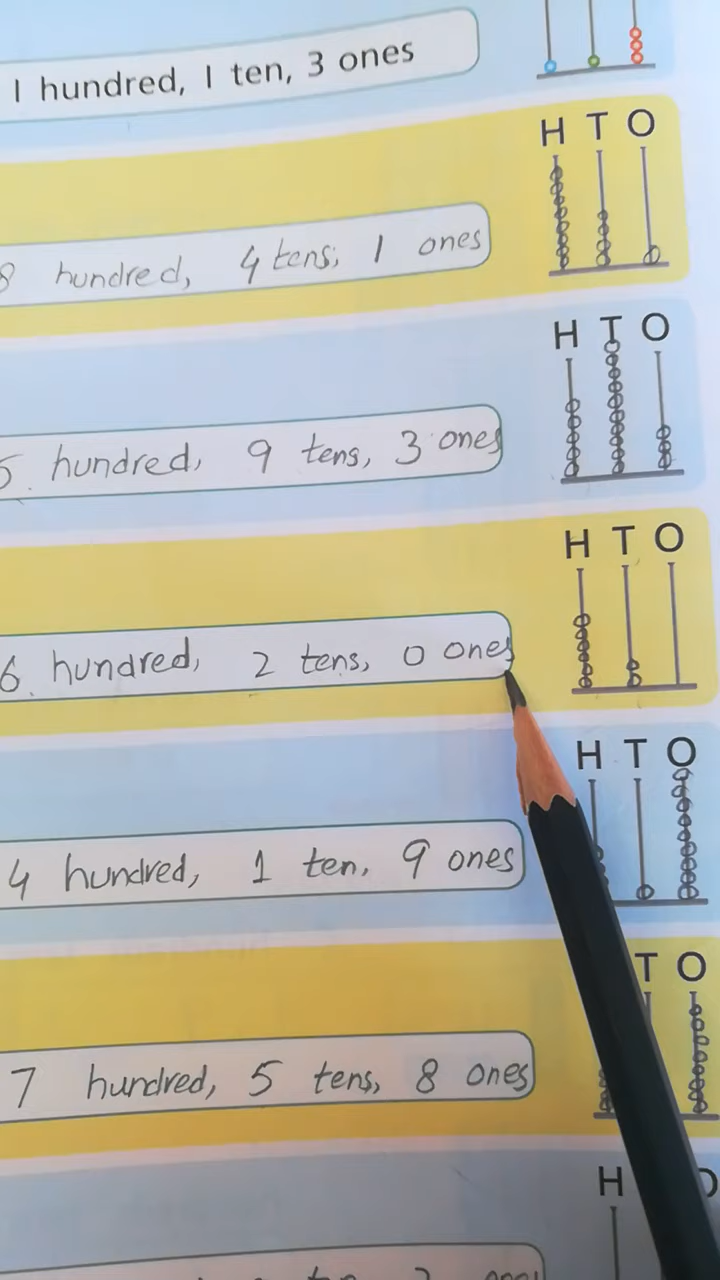 1 hundred, 1 ten, 3 ones
H T O
8 hundred, 4 tens, 1 ones
H T O
5. hundred, 9 tens, 3 ones
H T O
6. hundred, 2 tens, 0 ones
H T O
4 hundred, 1 ten, 9 ones
T O
7 hundred, 5 tens, 8 ones
H